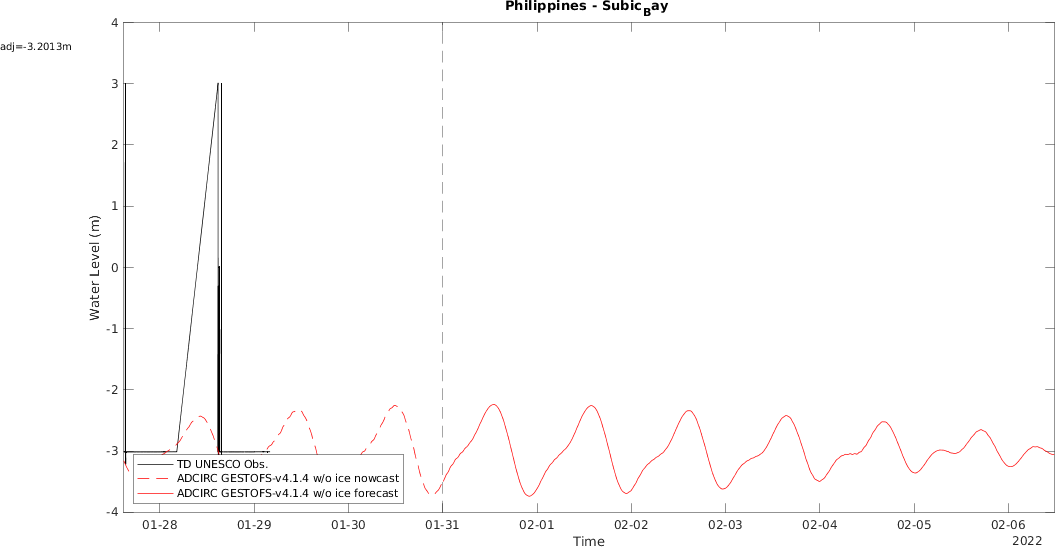 Philippines - Subic_Bay
adj=-3.2013m
4
3
2
1
0
-1
-2
-3
-4
Water Level (m)
TD UNESCO Obs.
ADCIRC GESTOFS-v4.1.4 w/o ice nowcast
ADCIRC GESTOFS-v4.1.4 w/o ice forecast
01-28 01-29 01-30 01-31 02-01 02-02 02-03 02-04 02-05 02-06
Time
2022